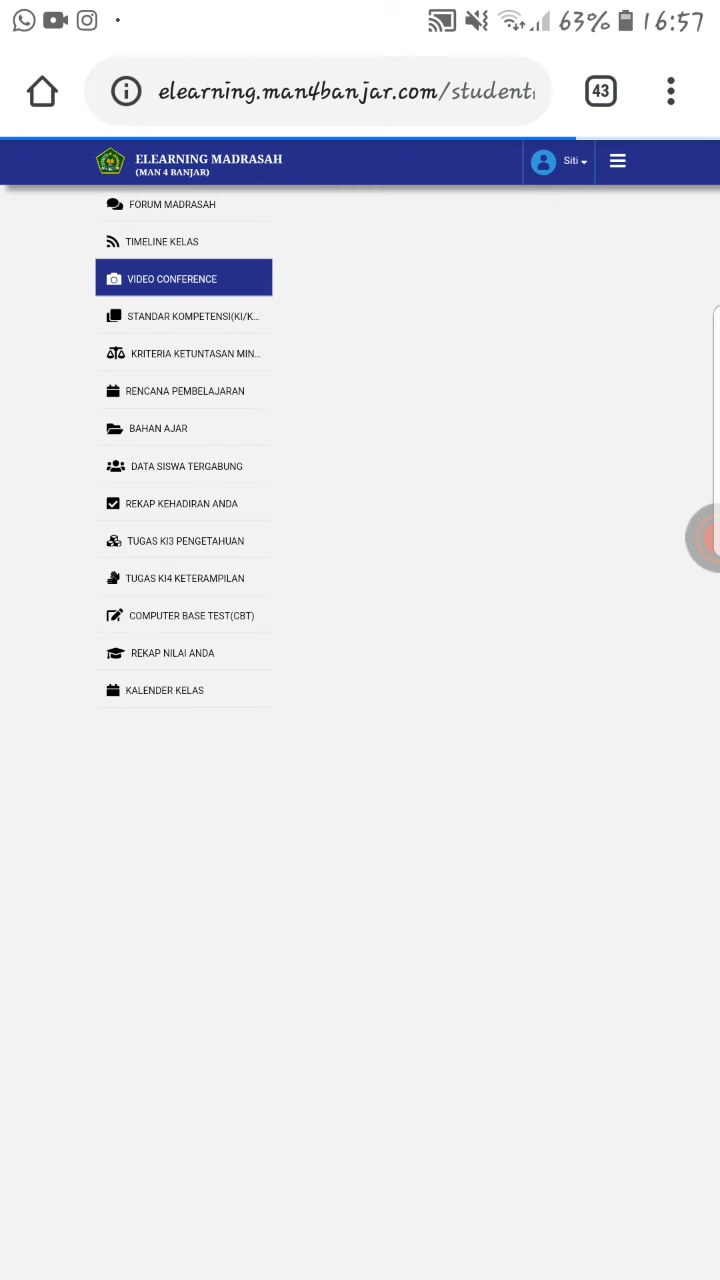 63% 16:57
elearning.man4banjar.com/student
43
ELEARNING MADRASAH
(MAN 4 BANJAR)
Siti
FORUM MADRASAH
TIMELINE KELAS
VIDEO CONFERENCE
STANDAR KOMPETENSI(KI/K...
KRITERIA KETUNTASAN MIN...
RENCANA PEMBELAJARAN
BAHAN AJAR
DATA SISWA TERGABUNG
REKAP KEHADIRAN ANDA
TUGAS KI3 PENGETAHUAN
TUGAS KI4 KETERAMPILAN
COMPUTER BASE TEST(CBT)
REKAP NILAI ANDA
KALENDER KELAS